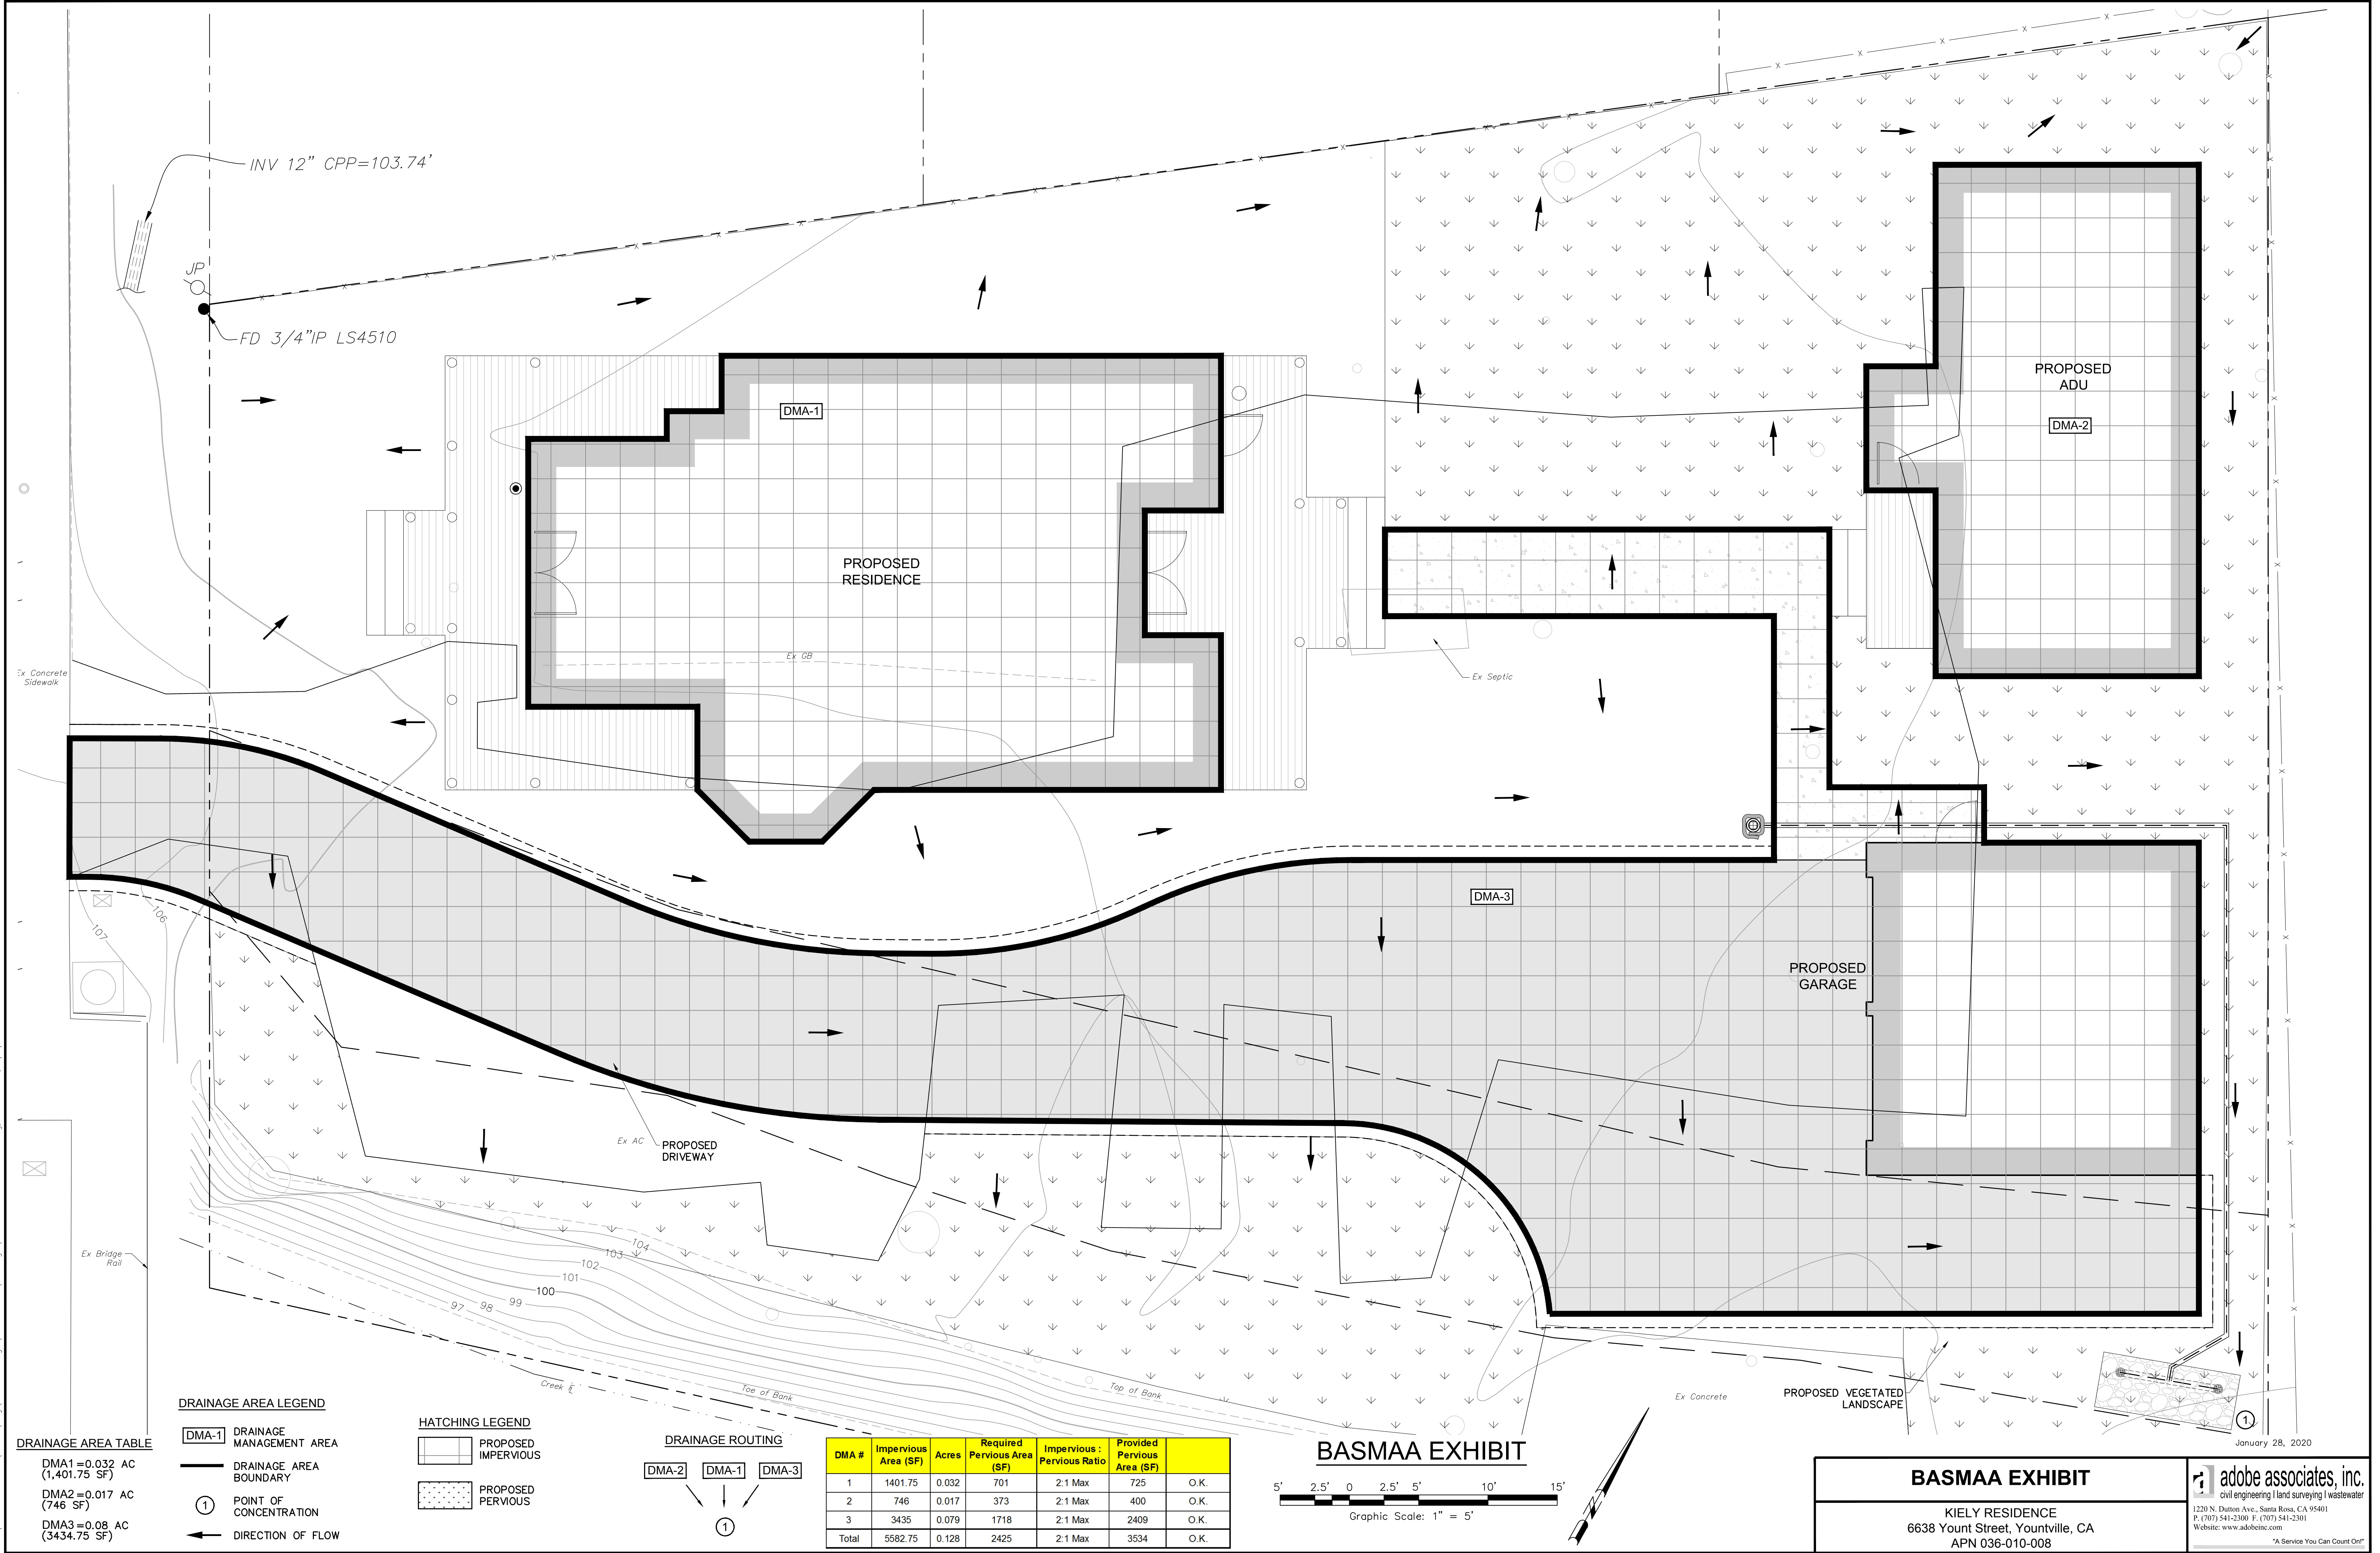 INV 12" CPP=103.74'
JP
FD 3/4"IP LS4510
DMA-1
PROPOSED
ADU
DMA-2
PROPOSED
RESIDENCE
Ex GB
Ex Septic
Ex Concrete
Sidewalk
DMA-3
106
107
PROPOSED
GARAGE
Ex AC
PROPOSED
DRIVEWAY
Ex Bridge
Rail
104
103
102
101
100
99
98
97
Creek
Toe of Bank
Top of Bank
Ex Concrete
PROPOSED VEGETATED
LANDSCAPE
1
January 28, 2020
DRAINAGE AREA TABLE
DMA1=0.032 AC
(1,401.75 SF)
DMA2=0.017 AC
(746 SF)
DMA3=0.08 AC
(3434.75 SF)
DRAINAGE AREA LEGEND
DMA-1 DRAINAGE
MANAGEMENT AREA
DRAINAGE AREA
BOUNDARY
1 POINT OF
CONCENTRATION
DIRECTION OF FLOW
HATCHING LEGEND
PROPOSED
IMPERVIOUS
PROPOSED
PERVIOUS
DRAINAGE ROUTING
DMA-2 DMA-1 DMA-3
1
DMA # Impervious Area (SF) Acres Required Pervious Area (SF) Impervious : Pervious Ratio Provided Pervious Area (SF)
1 1401.75 0.032 701 2:1 Max 725 O.K.
2 746 0.017 373 2:1 Max 400 O.K.
3 3435 0.079 1718 2:1 Max 2409 O.K.
Total 5582.75 0.128 2425 2:1 Max 3534 O.K.
BASMAA EXHIBIT
5' 2.5' 0 2.5' 5' 10' 15'
Graphic Scale: 1" = 5'
BASMAA EXHIBIT
KIELY RESIDENCE
6638 Yount Street, Yountville, CA
APN 036-010-008
adobe associates, inc.
civil engineering | land surveying | wastewater
1220 N. Dutton Ave., Santa Rosa, CA 95401
P. (707) 541-2300 F. (707) 541-2301
Website: www.adobeinc.com
"A Service You Can Count On!"